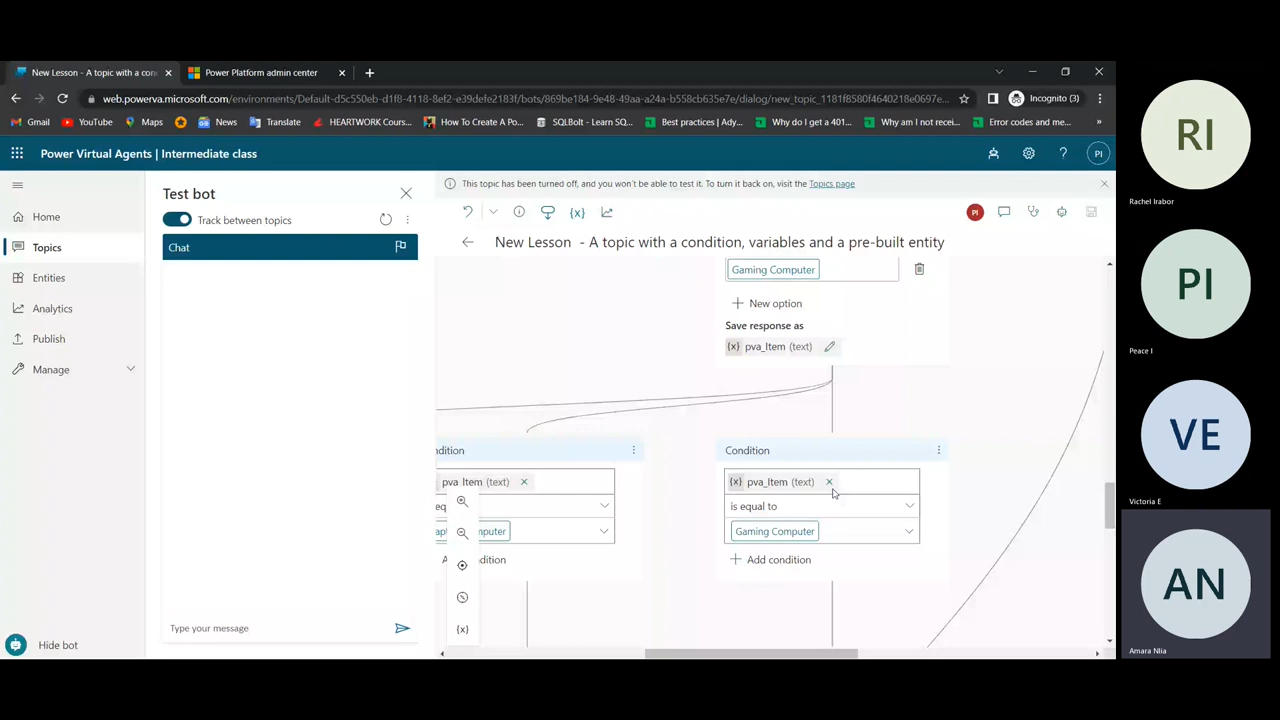 New Lesson - A topic with a con
Power Platform admin center
Incognito (3)
web.powerva.microsoft.com/environments/Default-d5c550eb-d1f8-4118-8ef2-e39defe2183f/bots/869be184-9e48-49aa-a24a-b558cb635e7e/dialog/new_topic_1181f8580f4640218e0697e...
Gmail
YouTube
Maps
News
Translate
HEARTWORK Cours...
How To Create A Po...
SQLBolt - Learn SQ...
Best practices | Ady...
Why do I get a 401...
Why am I not recei...
Error codes and me...
»
Power Virtual Agents | Intermediate class
PI
Home
Topics
Entities
Analytics
Publish
Manage
Hide bot
Test bot
Track between topics
Chat
Type your message
This topic has been turned off, and you won't be able to test it. To turn it back on, visit the Topics page
{x}
PI
New Lesson - A topic with a condition, variables and a pre-built entity
Gaming Computer
New option
Save response as
{x} pva_Item (text)
ndition
pva_Item (text)
mputer
ndition
{x}
Condition
{x} pva_Item (text)
is equal to
Gaming Computer
Add condition
RI
Rachel Irabor
PI
Peace I
VE
Victoria E
AN
Amara Nlia